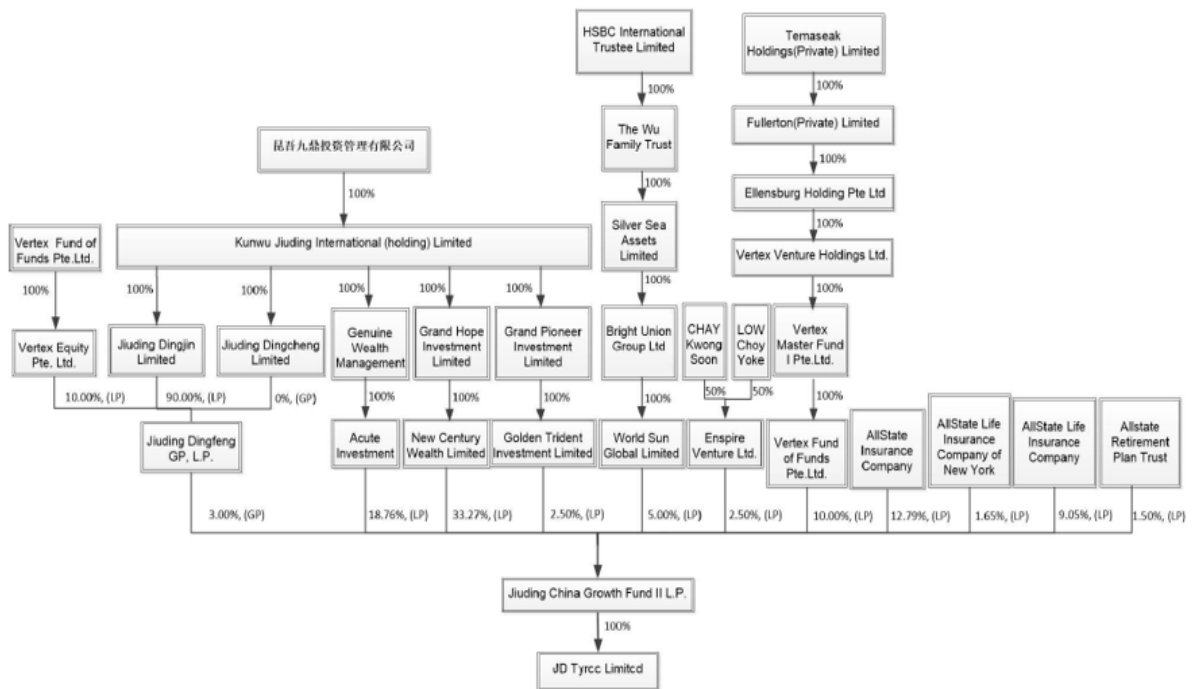 HSBC International
Trustee Limited
Temaseak
Holdings(Private) Limited
100%
100%
The Wu
Family Trust
Fullerton(Private) Limited
昆吾九鼎投资管理有限公司
100%
100%
100%
Ellensburg Holding Pte Ltd
Vertex Fund of
Funds Pte.Ltd.
Kunwu Jiuding International (holding) Limited
Silver Sea
Assets
Limited
100%
Vertex Venture Holdings Ltd.
100%
100%
100%
100%
100%
100%
100%
100%
Vertex Equity
Pte. Ltd.
Jiuding Dingjin
Limited
Jiuding Dingcheng
Limited
Genuine
Wealth
Management
Grand Hope
Investment
Limited
Grand Pioneer
Investment
Limited
Bright Union
Group Ltd
CHAY
Kwong
Soon
LOW
Choy
Yoke
Vertex
Master Fund
I Pte.Ltd.
10.00%, (LP)
90.00%, (LP)
0%, (GP)
100%
100%
100%
100%
50%
50%
100%
Jiuding Dingfeng
GP, L.P.
Acute
Investment
New Century
Wealth Limited
Golden Trident
Investment Limited
World Sun
Global Limited
Enspire
Venture Ltd.
Vertex Fund
of Funds
Pte.Ltd.
AllState
Insurance
Company
AllState Life
Insurance
Company of
New York
AllState Life
Insurance
Company
Allstate
Retirement
Plan Trust
3.00%, (GP)
18.76%, (LP)
33.27%, (LP)
2.50%, (LP)
5.00%, (LP)
2.50%, (LP)
10.00%, (LP)
12.79%, (LP)
1.65%, (LP)
9.05%, (LP)
1.50%, (LP)
Jiuding China Growth Fund II L.P.
100%
JD Tyrcc Limitcd